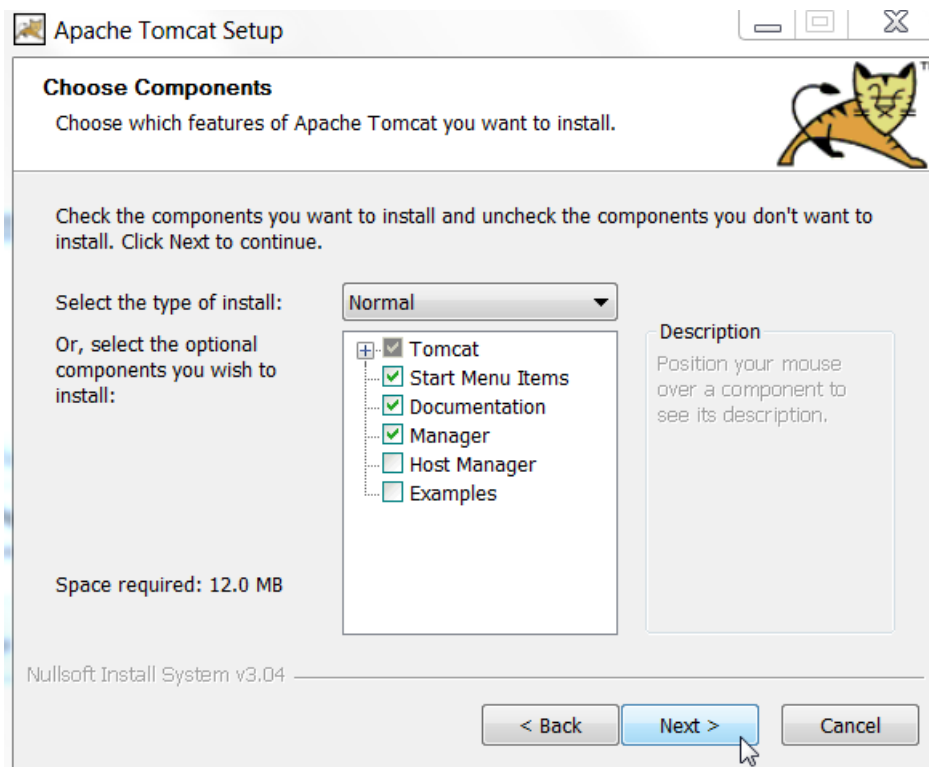 Apache Tomcat Setup
Choose Components
Choose which features of Apache Tomcat you want to install.
Check the components you want to install and uncheck the components you don't want to
install. Click Next to continue.
Select the type of install:
Normal
Or, select the optional
components you wish to
install:
Tomcat
Start Menu Items
Documentation
Manager
Host Manager
Examples
Description
Position your mouse
over a component to
see its description.
Space required: 12.0 MB
Nullsoft Install System v3.04
< Back
Next >
Cancel